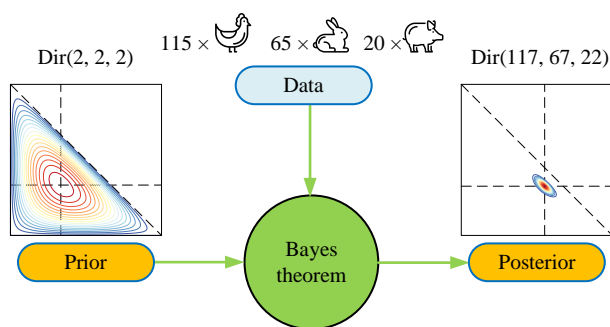 115 × 65 × 20 ×
Dir(2, 2, 2)
Dir(117, 67, 22)
Data
Bayes
theorem
Prior
Posterior